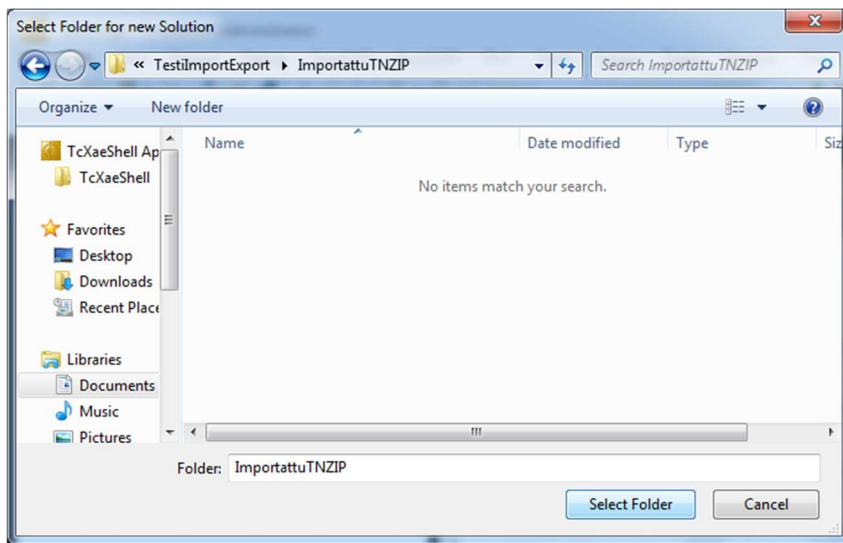 Select Folder for new Solution
« TestiImportExport ImportattuTNZIP
Search ImportattuTNZIP
Organize New folder
Name Date modified Type Siz
No items match your search.
TcXaeShell Ap
TcXaeShell
Favorites
Desktop
Downloads
Recent Place
Libraries
Documents
Music
Pictures
Folder: ImportattuTNZIP
Select Folder Cancel